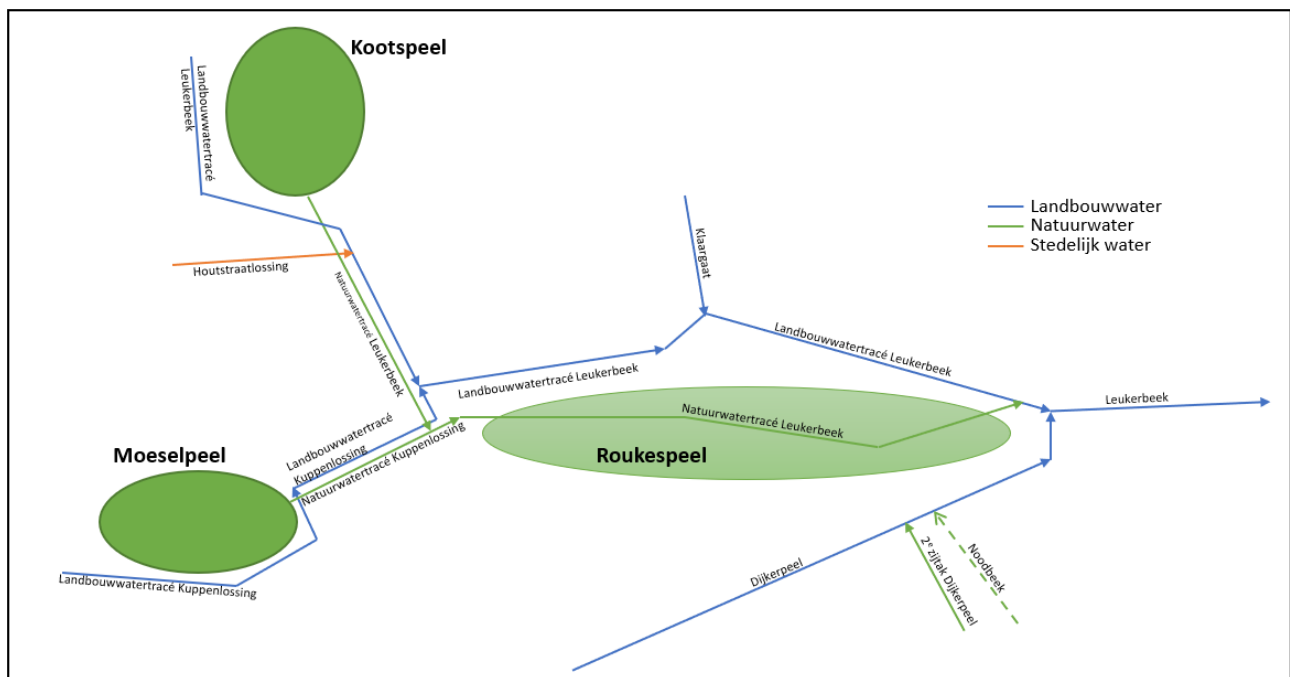 Kootspeel
Landbouwwatertracé
Leukerbeek
Landbouwwater
Natuurwater
Stedelijk water
Klaargaat
Houtstraatlossing
Natuurwatertracé Leukerbeek
Landbouwwatertracé Leukerbeek
Landbouwwatertracé Leukerbeek
Leukerbeek
Natuurwatertracé Leukerbeek
Landbouwwatertracé
Kuppenlossing
Natuurwatertracé Kuppenlossing
Moeselpeel
Roukespeel
Landbouwwatertracé Kuppenlossing
Dijkerpeel
2e zijtak Dijkerpeel
Noodbeek